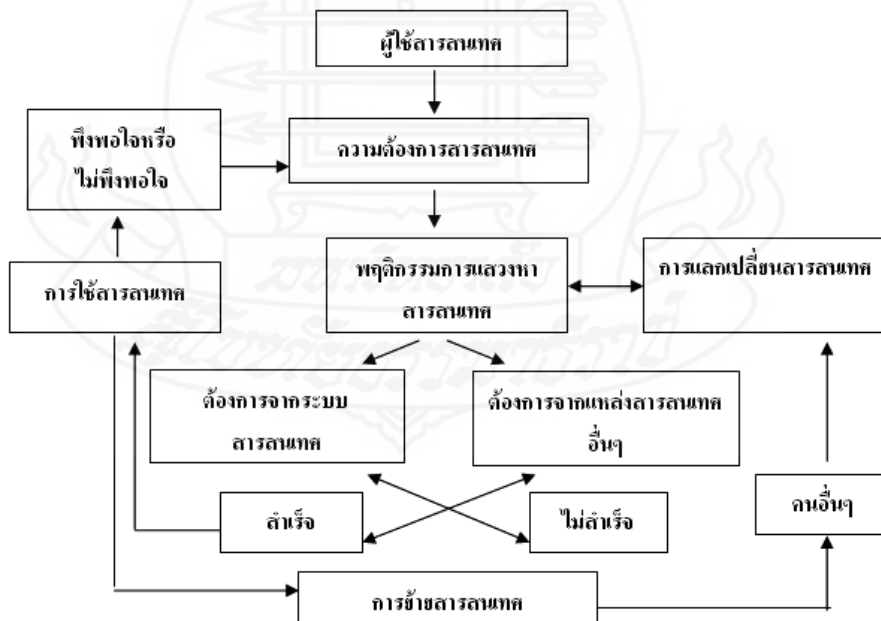 ผู้ใช้สารสนเทศ
พึงพอใจหรือ
ไม่พึงพอใจ
ความต้องการสารสนเทศ
การใช้สารสนเทศ
พฤติกรรมการแสวงหา
สารสนเทศ
การแลกเปลี่ยนสารสนเทศ
ต้องการจากระบบ
สารสนเทศ
ต้องการจากแหล่งสารสนเทศ
อื่นๆ
สำเร็จ
ไม่สำเร็จ
คนอื่นๆ
การย้ายสารสนเทศ